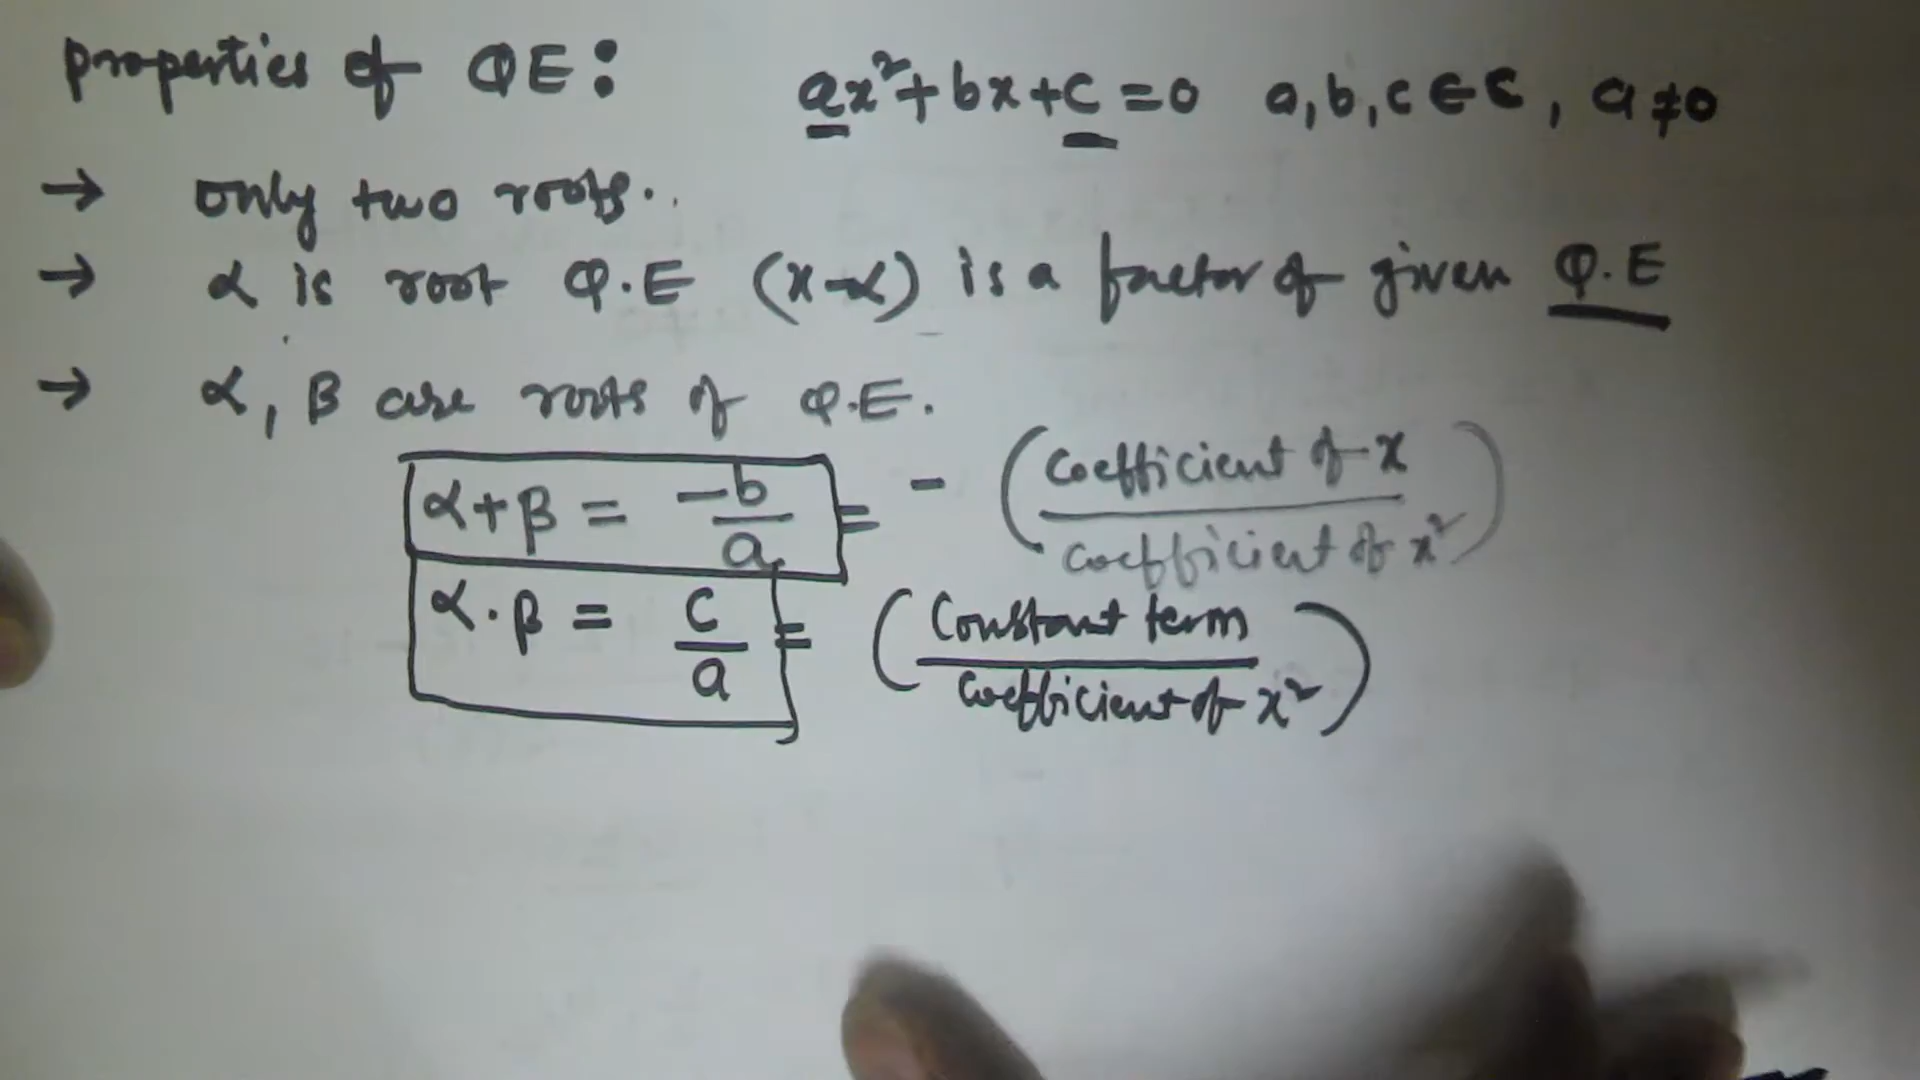 properties of QE:
ax²+bx+c=0 a,b,c∈C, a≠0
→ only two roots.
→ α is root Q.E (x-α) is a factor of given Q.E
→ α, β are roots of Q.E.
α+β = -b/a = - (coefficient of x / coefficient of x²)
α·β = c/a = (Constant term / coefficient of x²)